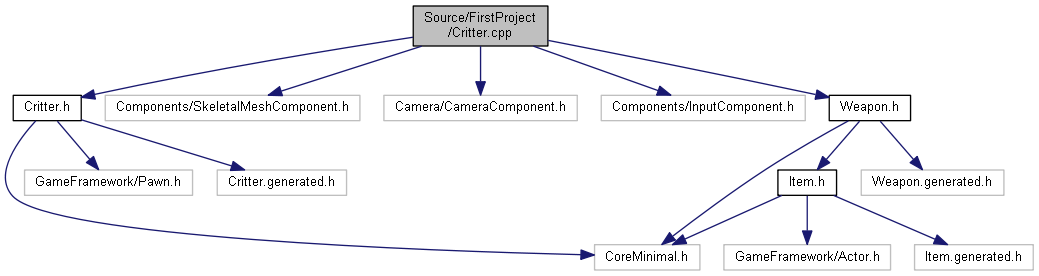 Source/FirstProject
/Critter.cpp
Critter.h
Components/SkeletalMeshComponent.h
Camera/CameraComponent.h
Components/InputComponent.h
Weapon.h
GameFramework/Pawn.h
Critter.generated.h
Item.h
Weapon.generated.h
CoreMinimal.h
GameFramework/Actor.h
Item.generated.h